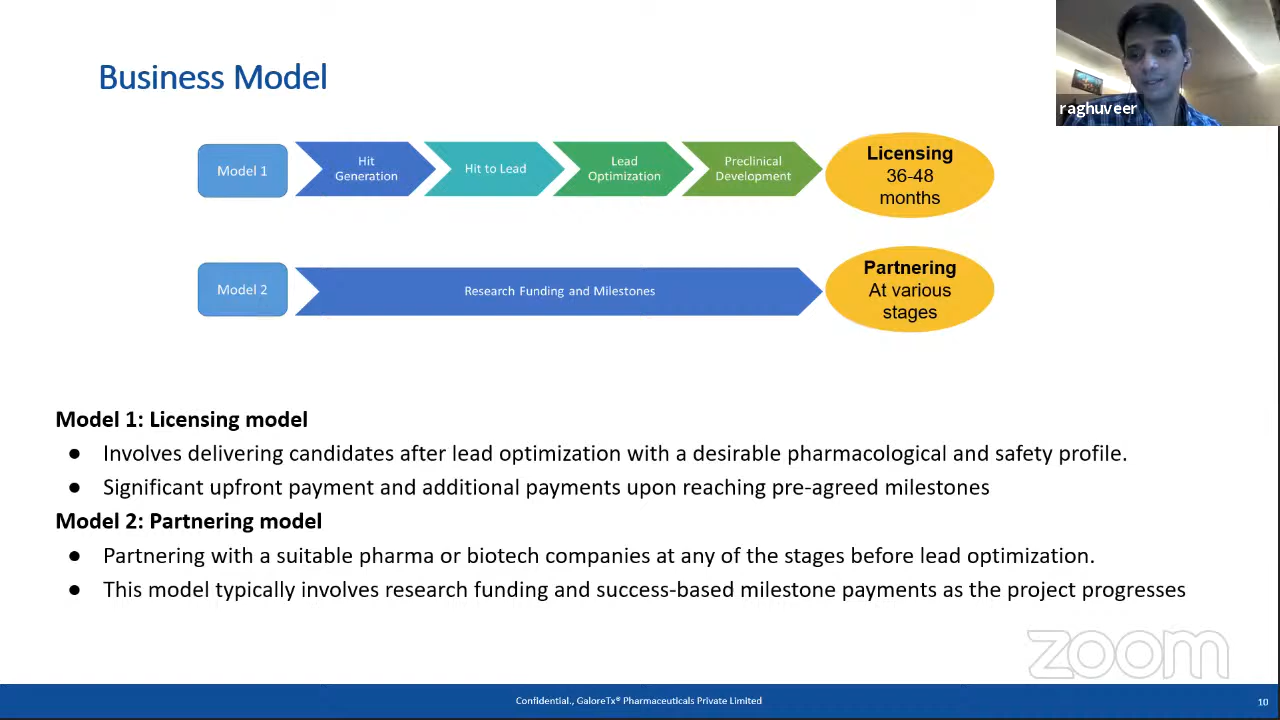 Business Model
raghuveer
Model 1
Hit
Generation
Hit to Lead
Lead
Optimization
Preclinical
Development
Licensing
36-48
months
Model 2
Research Funding and Milestones
Partnering
At various
stages
Model 1: Licensing model
● Involves delivering candidates after lead optimization with a desirable pharmacological and safety profile.
● Significant upfront payment and additional payments upon reaching pre-agreed milestones
Model 2: Partnering model
● Partnering with a suitable pharma or biotech companies at any of the stages before lead optimization.
● This model typically involves research funding and success-based milestone payments as the project progresses
zoom
Confidential., GaloreTx® Pharmaceuticals Private Limited
10